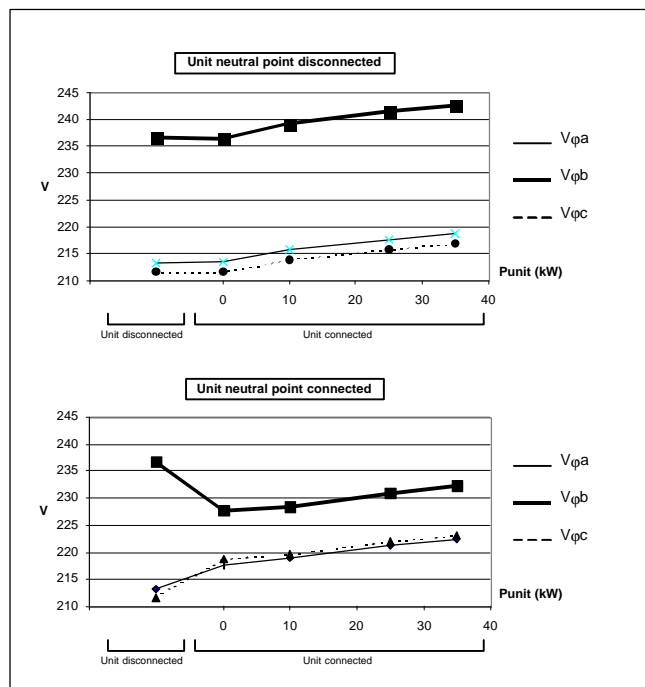 Unit neutral point disconnected
245
240
235
230
225
220
215
210
V
Vφa
Vφb
Vφc
Punit (kW)
0 10 20 30 40
Unit disconnected Unit connected
Unit neutral point connected
245
240
235
230
225
220
215
210
V
Vφa
Vφb
Vφc
Punit (kW)
0 10 20 30 40
Unit disconnected Unit connected